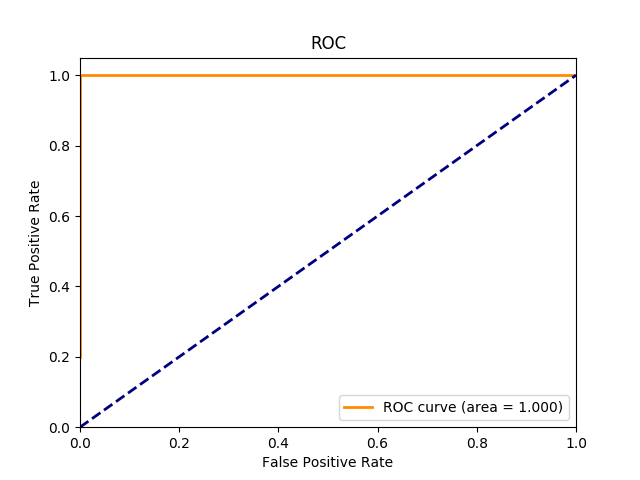 ROC
1.0
0.8
0.6
0.4
0.2
0.0
True Positive Rate
0.0 0.2 0.4 0.6 0.8 1.0
False Positive Rate
ROC curve (area = 1.000)